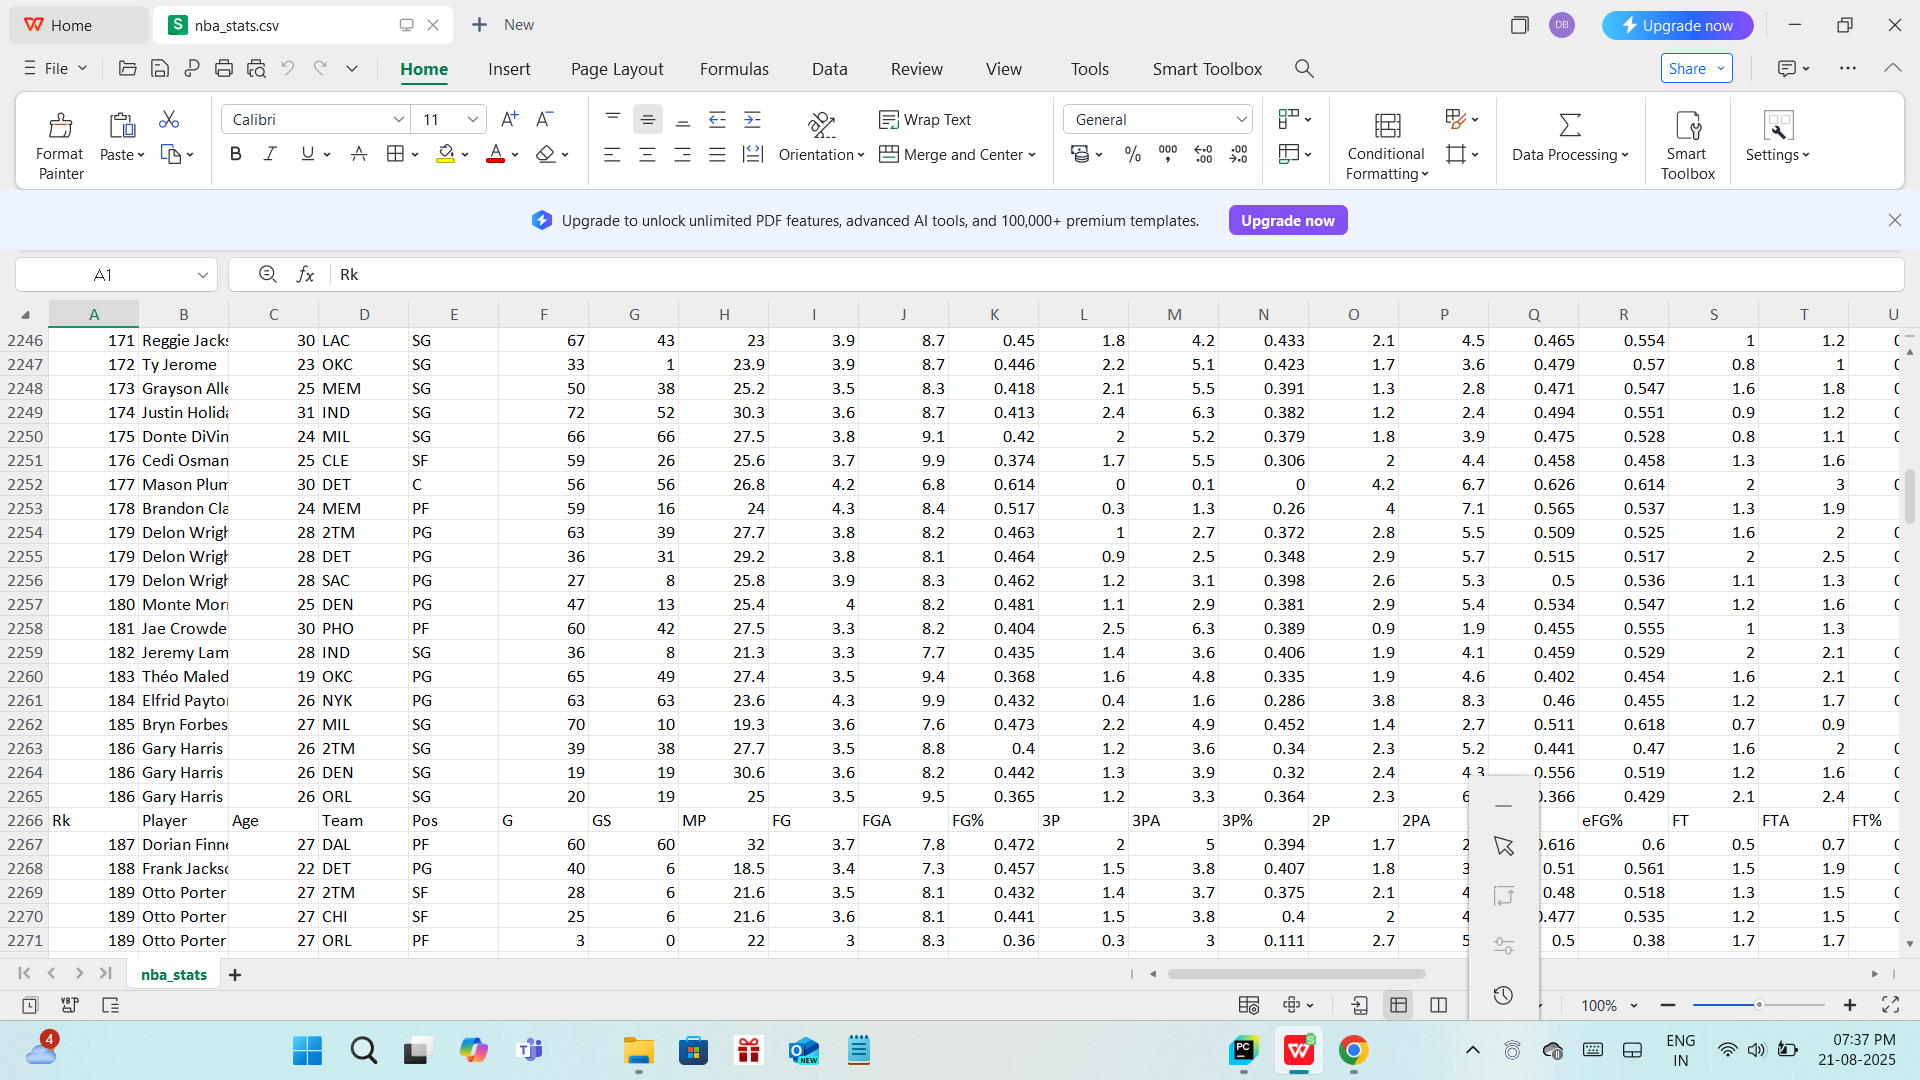 Home nba_stats.csv New DB Upgrade now
File Home Insert Page Layout Formulas Data Review View Tools Smart Toolbox Share
Format Painter Paste Calibri 11 Wrap Text General
Orientation Merge and Center Conditional Formatting Data Processing Smart Toolbox Settings
Upgrade to unlock unlimited PDF features, advanced AI tools, and 100,000+ premium templates. Upgrade now
A1 fx Rk
A B C D E F G H I J K L M N O P Q R S T U
2246 171 Reggie Jacks 30 LAC SG 67 43 23 3.9 8.7 0.45 1.8 4.2 0.433 2.1 4.5 0.465 0.554 1 1.2
2247 172 Ty Jerome 23 OKC SG 33 1 23.9 3.9 8.7 0.446 2.2 5.1 0.423 1.7 3.6 0.479 0.57 0.8 1
2248 173 Grayson Alle 25 MEM SG 50 38 25.2 3.5 8.3 0.418 2.1 5.5 0.391 1.3 2.8 0.471 0.547 1.6 1.8
2249 174 Justin Holida 31 IND SG 72 52 30.3 3.6 8.7 0.413 2.4 6.3 0.382 1.2 2.4 0.494 0.551 0.9 1.2
2250 175 Donte DiVin 24 MIL SG 66 66 27.5 3.8 9.1 0.42 2 5.2 0.379 1.8 3.9 0.475 0.528 0.8 1.1
2251 176 Cedi Osman 25 CLE SF 59 26 25.6 3.7 9.9 0.374 1.7 5.5 0.306 2 4.4 0.458 0.458 1.3 1.6
2252 177 Mason Plum 30 DET C 56 56 26.8 4.2 6.8 0.614 0 0.1 0 4.2 6.7 0.626 0.614 2 3
2253 178 Brandon Cla 24 MEM PF 59 16 24 4.3 8.4 0.517 0.3 1.3 0.26 4 7.1 0.565 0.537 1.3 1.9
2254 179 Delon Wrigh 28 2TM PG 63 39 27.7 3.8 8.2 0.463 1 2.7 0.372 2.8 5.5 0.509 0.525 1.6 2
2255 179 Delon Wrigh 28 DET PG 36 31 29.2 3.8 8.1 0.464 0.9 2.5 0.348 2.9 5.7 0.515 0.517 2 2.5
2256 179 Delon Wrigh 28 SAC PG 27 8 25.8 3.9 8.3 0.462 1.2 3.1 0.398 2.6 5.3 0.5 0.536 1.1 1.3
2257 180 Monte Morr 25 DEN PG 47 13 25.4 4 8.2 0.481 1.1 2.9 0.381 2.9 5.4 0.534 0.547 1.2 1.6
2258 181 Jae Crowde 30 PHO PF 60 42 27.5 3.3 8.2 0.404 2.5 6.3 0.389 0.9 1.9 0.455 0.555 1 1.3
2259 182 Jeremy Lam 28 IND SG 36 8 21.3 3.3 7.7 0.435 1.4 3.6 0.406 1.9 4.1 0.459 0.529 2 2.1
2260 183 Théo Maled 19 OKC PG 65 49 27.4 3.5 9.4 0.368 1.6 4.8 0.335 1.9 4.6 0.402 0.454 1.6 2.1
2261 184 Elfrid Payton 26 NYK PG 63 63 23.6 4.3 9.9 0.432 0.4 1.6 0.286 3.8 8.3 0.46 0.455 1.2 1.7
2262 185 Bryn Forbes 27 MIL SG 70 10 19.3 3.6 7.6 0.473 2.2 4.9 0.452 1.4 2.7 0.511 0.618 0.7 0.9
2263 186 Gary Harris 26 2TM SG 39 38 27.7 3.5 8.8 0.4 1.2 3.6 0.34 2.3 5.2 0.441 0.47 1.6 2
2264 186 Gary Harris 26 DEN SG 19 19 30.6 3.6 8.2 0.442 1.3 3.9 0.32 2.4 4.3 0.556 0.519 1.2 1.6
2265 186 Gary Harris 26 ORL SG 20 19 25 3.5 9.5 0.365 1.2 3.3 0.364 2.3 6 0.366 0.429 2.1 2.4
2266 Rk Player Age Team Pos G GS MP FG FGA FG% 3P 3PA 3P% 2P 2PA eFG% FT FTA FT%
2267 187 Dorian Finne 27 DAL PF 60 60 32 3.7 7.8 0.472 2 5 0.394 1.7 2 0.616 0.6 0.5 0.7
2268 188 Frank Jackso 22 DET PG 40 6 18.5 3.4 7.3 0.457 1.5 3.8 0.407 1.8 3 0.51 0.561 1.5 1.9
2269 189 Otto Porter 27 2TM SF 28 6 21.6 3.5 8.1 0.432 1.4 3.7 0.375 2.1 4 0.48 0.518 1.3 1.5
2270 189 Otto Porter 27 CHI SF 25 6 21.6 3.6 8.1 0.441 1.5 3.8 0.4 2 4 0.477 0.535 1.2 1.5
2271 189 Otto Porter 27 ORL PF 3 0 22 3 8.3 0.36 0.3 3 0.111 2.7 5 0.5 0.38 1.7 1.7
nba_stats
100%
4 ENG IN 07:37 PM 21-08-2025